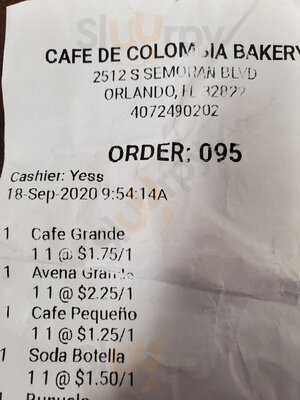 CAFE DE COLOMBIA BAKERY
2512 S SEMORAN BLVD
ORLANDO, FL 32822
4072490202
ORDER: 095
Cashier: Yess
18-Sep-2020 9:54:14A
1 Cafe Grande
1 1 @ $1.75/1
1 Avena Grande
1 1 @ $2.25/1
1 Cafe Pequeño
1 1 @ $1.25/1
1 Soda Botella
1 1 @ $1.50/1